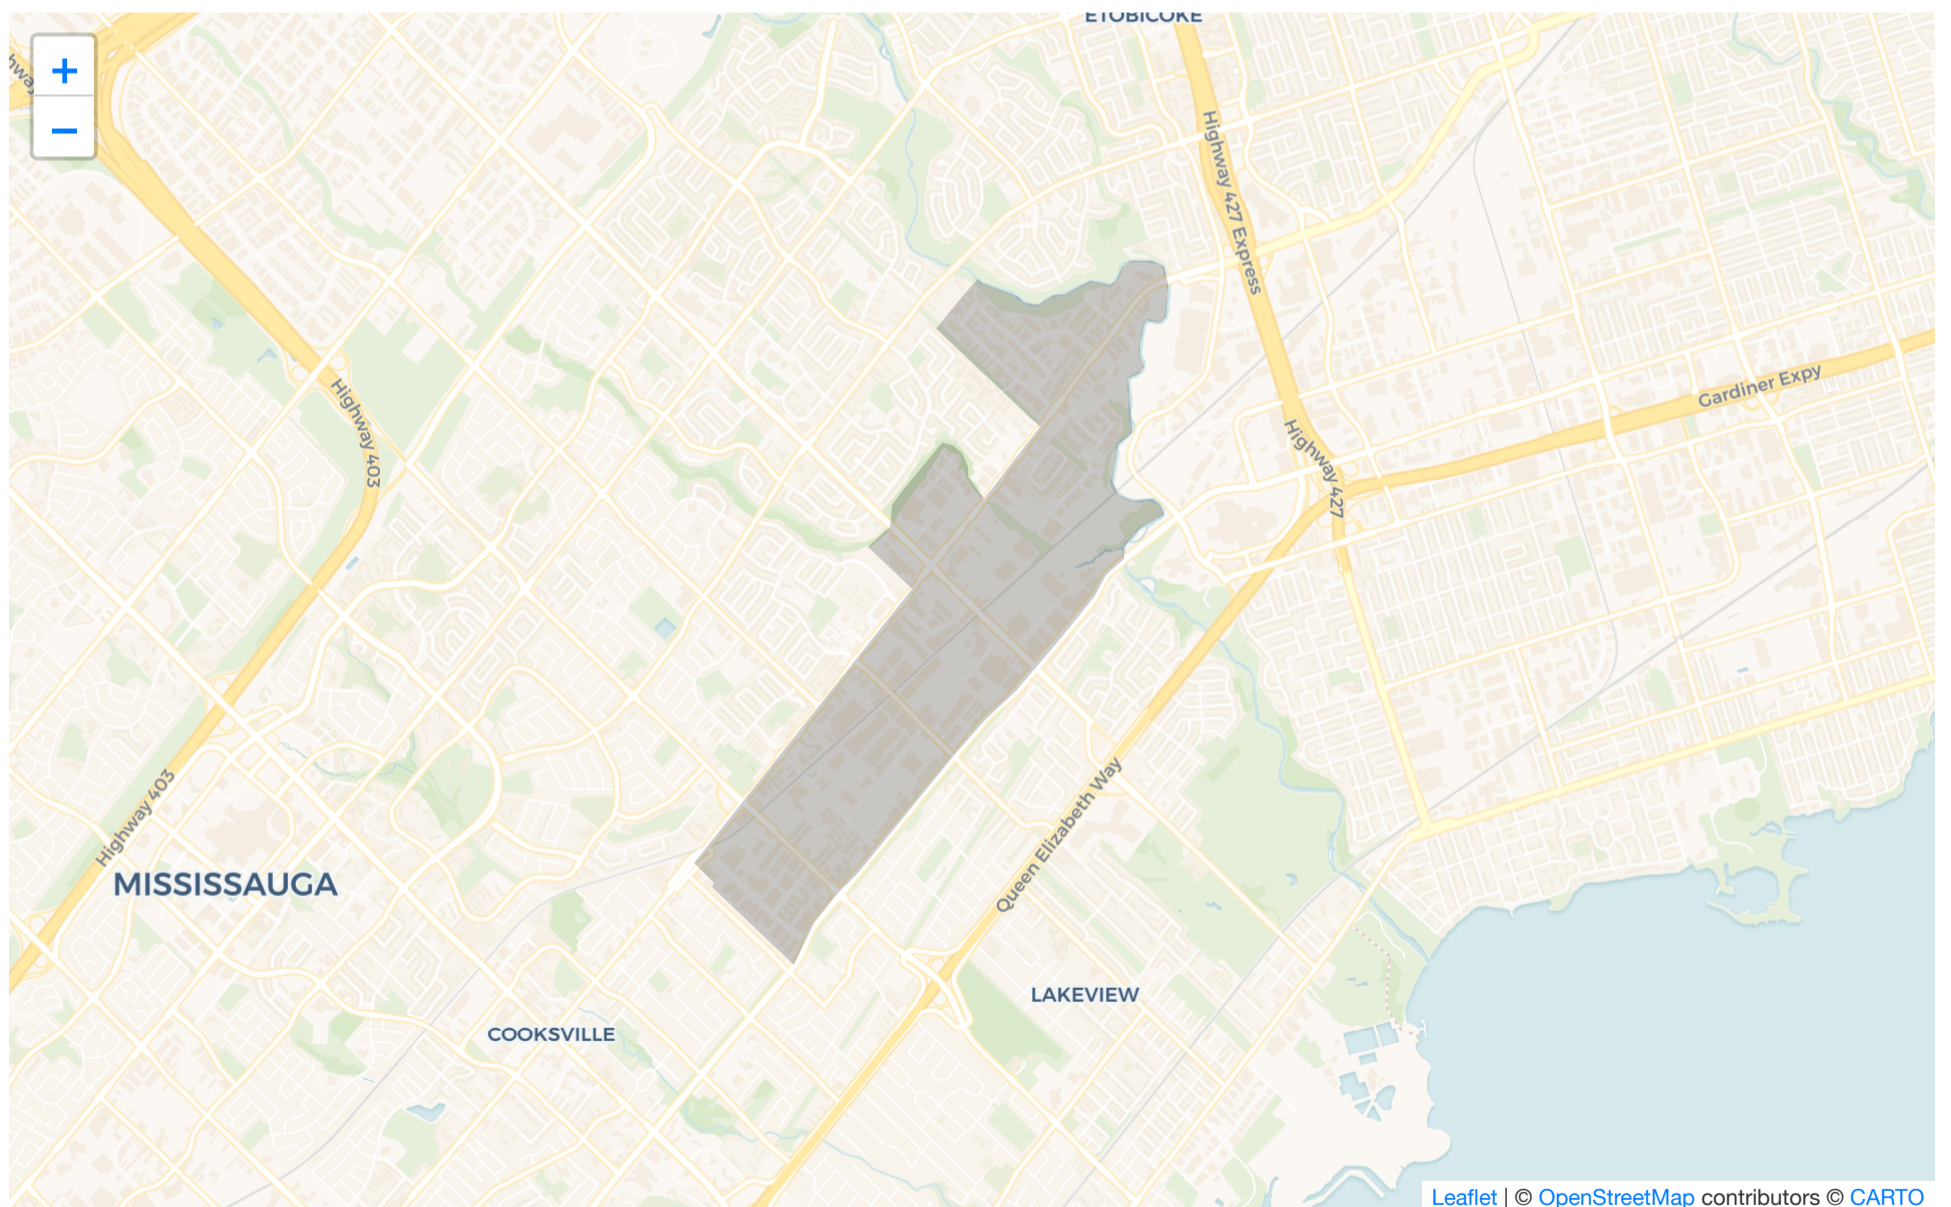 ETOBICOKE
+
−
hway
Highway 427 Express
Gardiner Expy
Highway 403
Highway 427
Highway 403
Queen Elizabeth Way
MISSISSAUGA
LAKEVIEW
COOKSVILLE
Leaflet | © OpenStreetMap contributors © CARTO